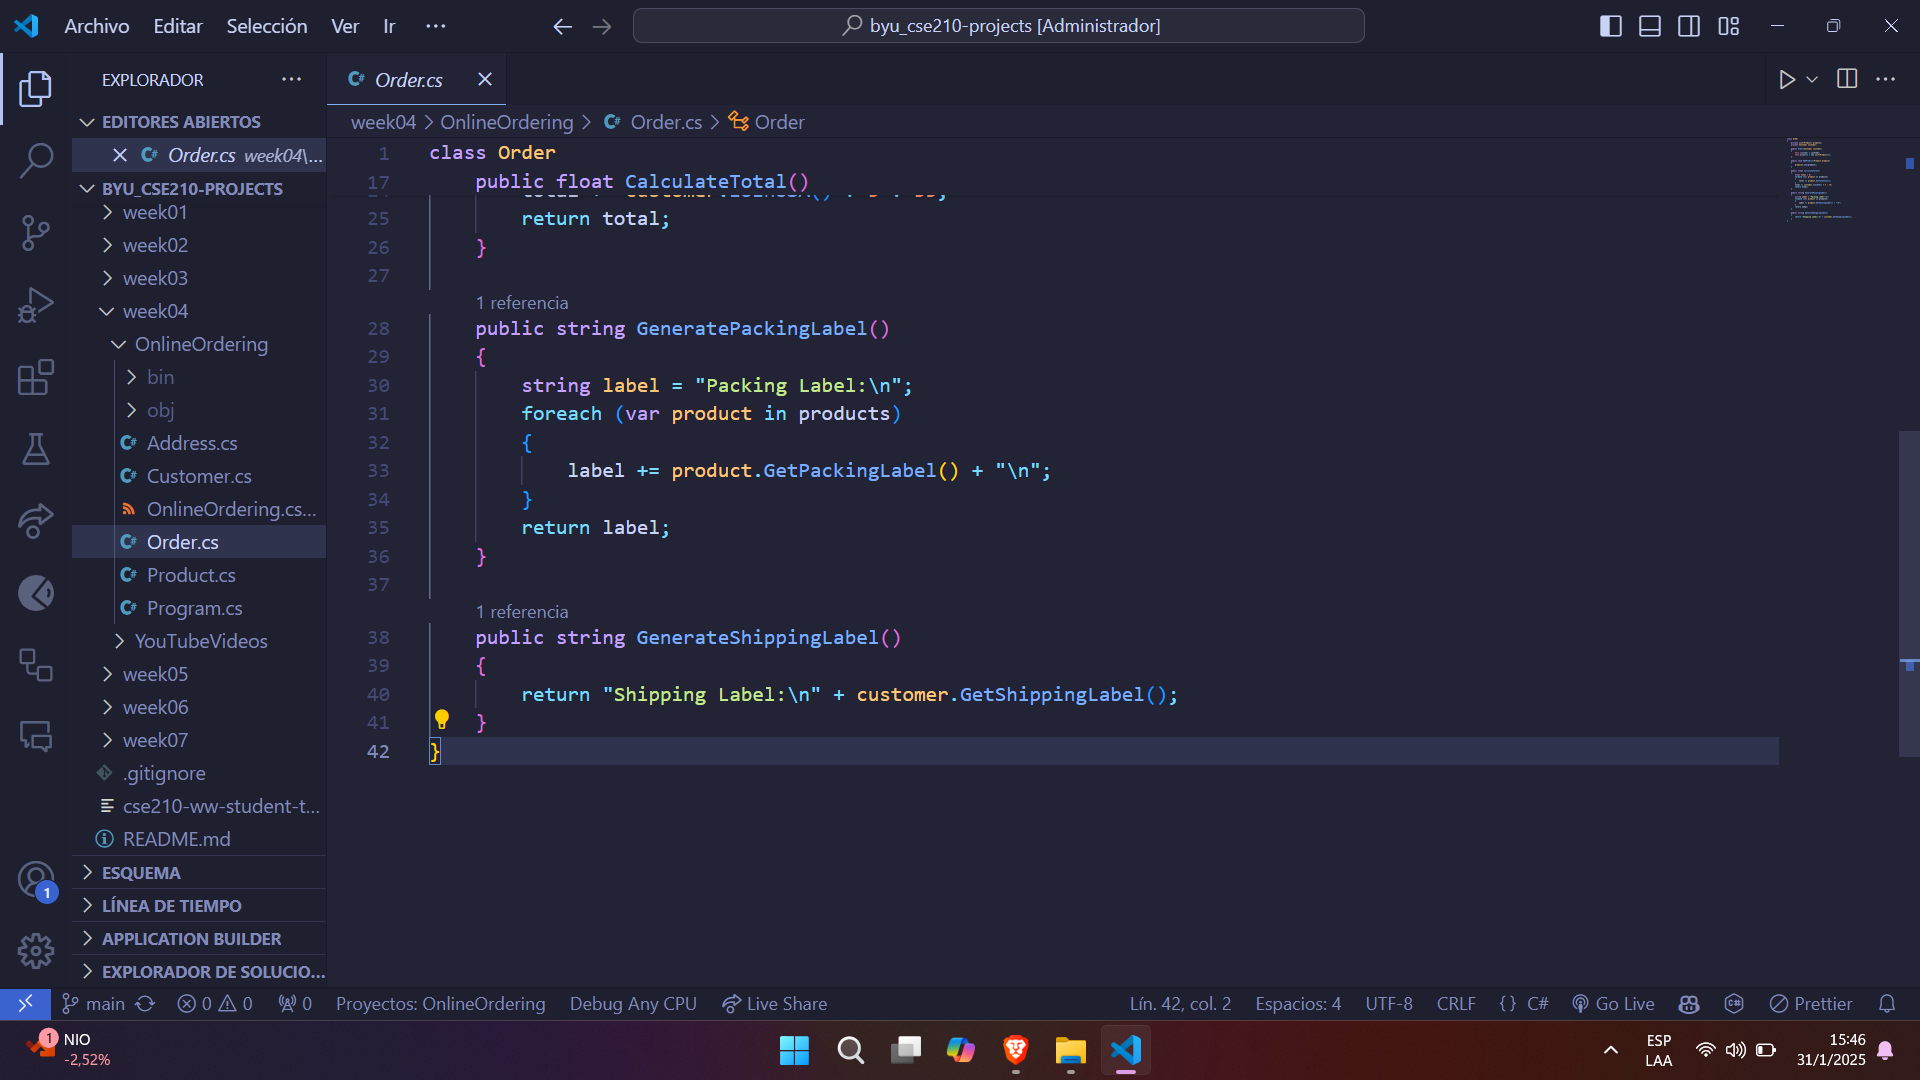 Archivo Editar Selección Ver Ir ···
byu_cse210-projects [Administrador]
EXPLORADOR
Order.cs
EDITORES ABIERTOS
Order.cs week04\...
BYU_CSE210-PROJECTS
week01
week02
week03
week04
OnlineOrdering
bin
obj
Address.cs
Customer.cs
OnlineOrdering.cs...
Order.cs
Product.cs
Program.cs
YouTubeVideos
week05
week06
week07
.gitignore
cse210-ww-student-t...
README.md
ESQUEMA
LÍNEA DE TIEMPO
APPLICATION BUILDER
EXPLORADOR DE SOLUCIO...
1
week04 > OnlineOrdering > Order.cs > Order
1 class Order
17 public float CalculateTotal()
25 return total;
26 }
27
1 referencia
28 public string GeneratePackingLabel()
29 {
30 string label = "Packing Label:\n";
31 foreach (var product in products)
32 {
33 label += product.GetPackingLabel() + "\n";
34 }
35 return label;
36 }
37
1 referencia
38 public string GenerateShippingLabel()
39 {
40 return "Shipping Label:\n" + customer.GetShippingLabel();
41 }
42 }
main 0 0 0 Proyectos: OnlineOrdering Debug Any CPU Live Share
Lín. 42, col. 2 Espacios: 4 UTF-8 CRLF {} C# Go Live Prettier
1
NIO
-2,52%
ESP
LAA
15:46
31/1/2025